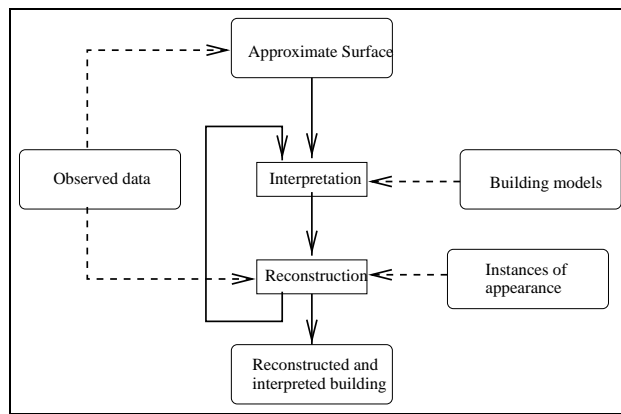 Approximate Surface
Observed data
Interpretation
Building models
Reconstruction
Instances of
appearance
Reconstructed and
interpreted building